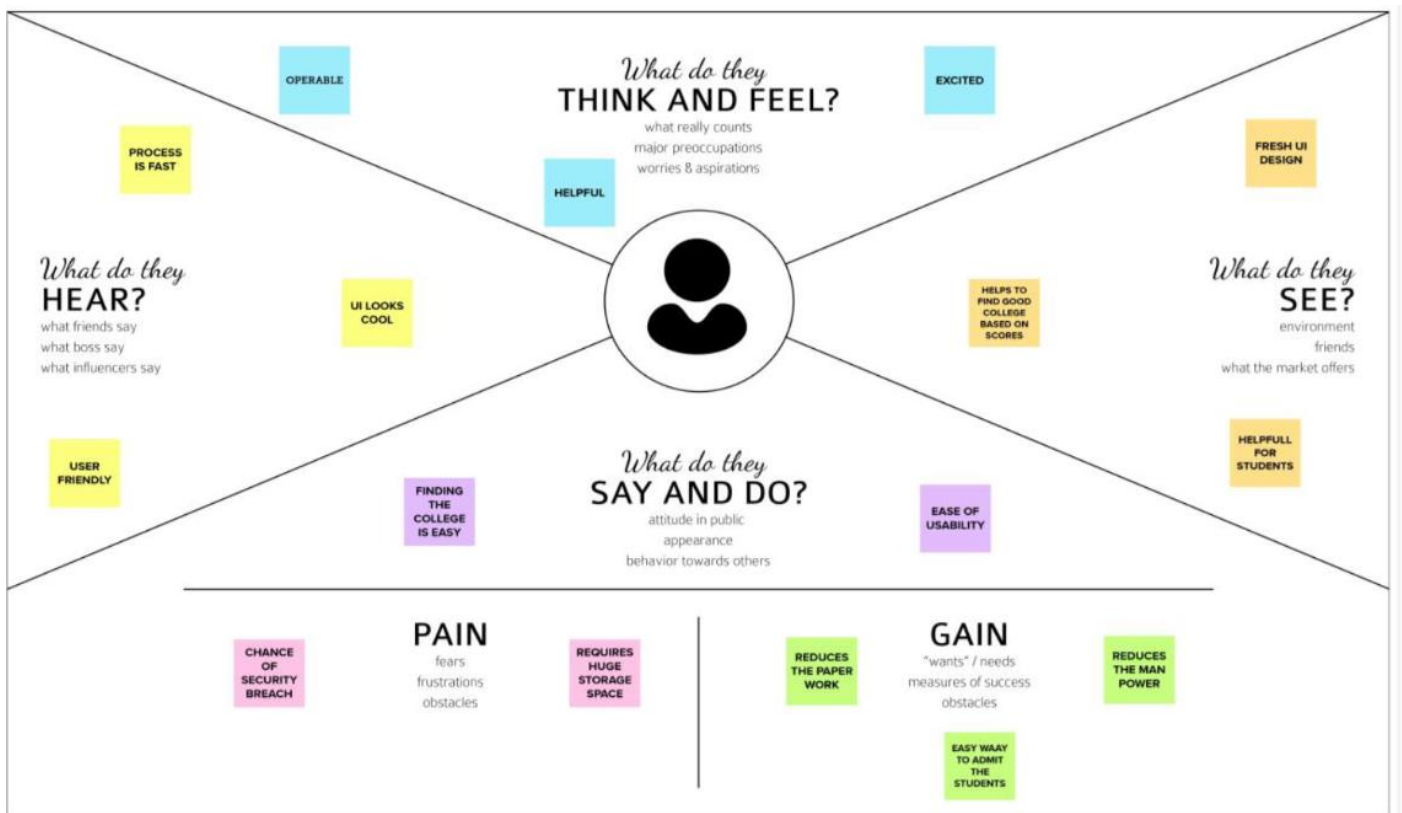 OPERABLE
What do they
THINK AND FEEL?
what really counts
major preoccupations
worries & aspirations
EXCITED
HELPFUL
PROCESS
IS FAST
What do they
HEAR?
what friends say
what boss say
what influencers say
UI LOOKS
COOL
USER
FRIENDLY
FRESH UI
DESIGN
What do they
SEE?
environment
friends
what the market offers
HELPS TO
FIND GOOD
COLLEGE
BASED ON
SCORES
HELPFULL
FOR
STUDENTS
What do they
SAY AND DO?
attitude in public
appearance
behavior towards others
FINDING
THE
COLLEGE
IS EASY
EASE OF
USABILITY
PAIN
fears
frustrations
obstacles
CHANCE
OF
SECURITY
BREACH
REQUIRES
HUGE
STORAGE
SPACE
GAIN
"wants" / needs
measures of success
obstacles
REDUCES
THE PAPER
WORK
REDUCES
THE MAN
POWER
EASY WAAY
TO ADMIT
THE
STUDENTS